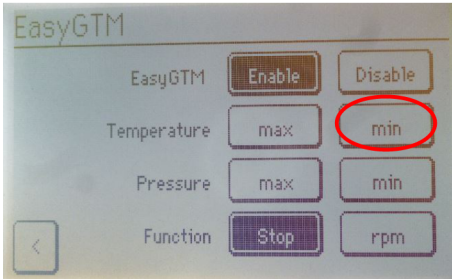 EasyGTM
EasyGTM Enable Disable
Temperature max min
Pressure max min
Function Stop rpm
<